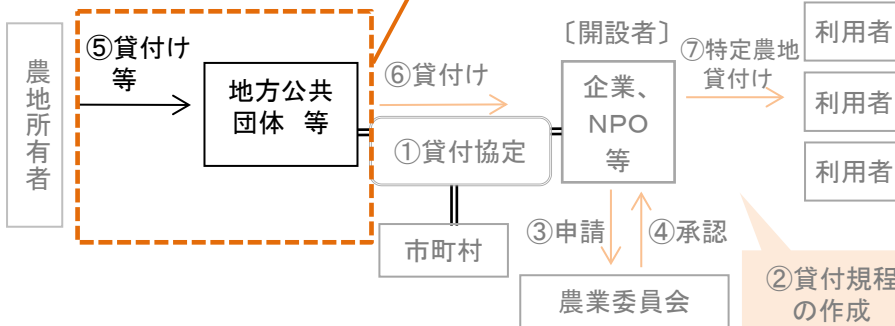 農地所有者
⑤貸付け
等
地方公共
団体 等
⑥貸付け
①貸付協定
市町村
〔開設者〕
企業、
NPO
等
③申請
④承認
農業委員会
⑦特定農地
貸付け
利用者
利用者
利用者
②貸付規程
の作成